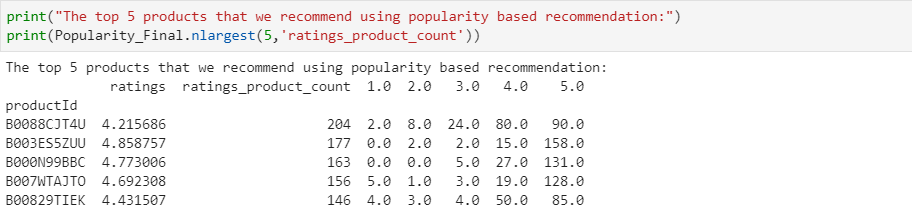 print("The top 5 products that we recommend using popularity based recommendation:")
print(Popularity_Final.nlargest(5,'ratings_product_count'))
The top 5 products that we recommend using popularity based recommendation:
ratings ratings_product_count 1.0 2.0 3.0 4.0 5.0
productId
B0088CJT4U 4.215686 204 2.0 8.0 24.0 80.0 90.0
B003ES5ZUU 4.858757 177 0.0 2.0 2.0 15.0 158.0
B000N99BBC 4.773006 163 0.0 0.0 5.0 27.0 131.0
B007WTAJTO 4.692308 156 5.0 1.0 3.0 19.0 128.0
B00829TIEK 4.431507 146 4.0 3.0 4.0 50.0 85.0